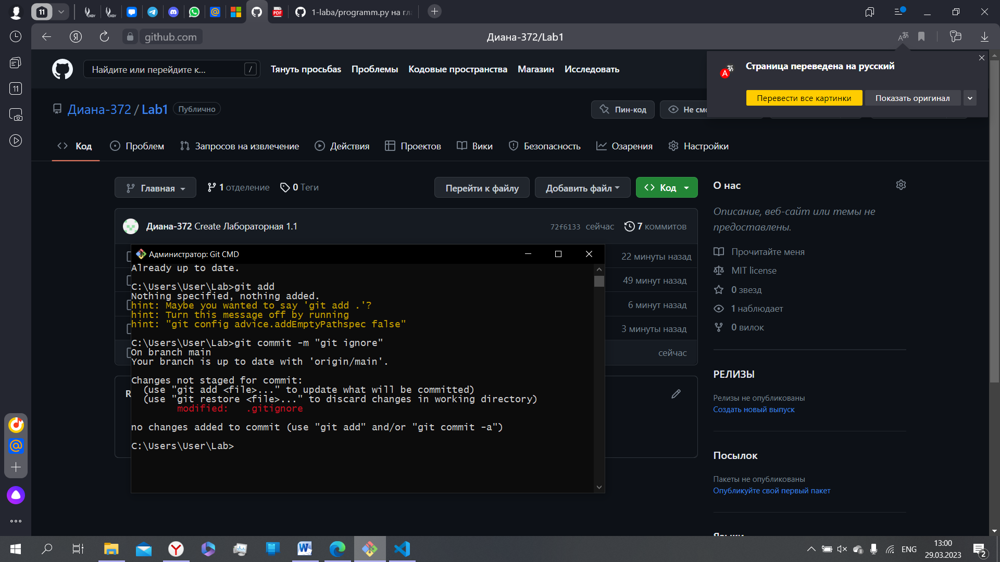 11
СКФУ
СКФУ
PDF
1-laba/programm.py на гл
Я
github.com
Диана-372/Lab1
11
Найдите или перейдите к...
/
Тянуть просьбаs
Проблемы
Кодовые пространства
Магазин
Исследовать
Страница переведена на русский
Перевести все картинки
Показать оригинал
Диана-372 / Lab1
Публично
Пин-код
Не смо
Код
Проблем
Запросов на извлечение
Действия
Проектов
Вики
Безопасность
Озарения
Настройки
Главная
1 отделение
0 Теги
Перейти к файлу
Добавить файл
Код
Диана-372 Create Лабораторная 1.1
72f6133 сейчас
7 коммитов
22 минуты назад
49 минут назад
6 минут назад
3 минуты назад
сейчас
R
Администратор: Git CMD
Already up to date.
C:\Users\User\Lab>git add
Nothing specified, nothing added.
hint: Maybe you wanted to say 'git add .'?
hint: Turn this message off by running
hint: "git config advice.addEmptyPathspec false"
C:\Users\User\Lab>git commit -m "git ignore"
On branch main
Your branch is up to date with 'origin/main'.
Changes not staged for commit:
(use "git add <file>..." to update what will be committed)
(use "git restore <file>..." to discard changes in working directory)
modified: .gitignore
no changes added to commit (use "git add" and/or "git commit -a")
C:\Users\User\Lab>
О нас
Описание, веб-сайт или темы не
предоставлены.
Прочитайте меня
MIT license
0 звезд
1 наблюдает
0 вилок
РЕЛИЗЫ
Релизы не опубликованы
Создать новый выпуск
Посылок
Пакеты не опубликованы
Опубликуйте свой первый пакет
Языки
ENG
13:00
29.03.2023
2